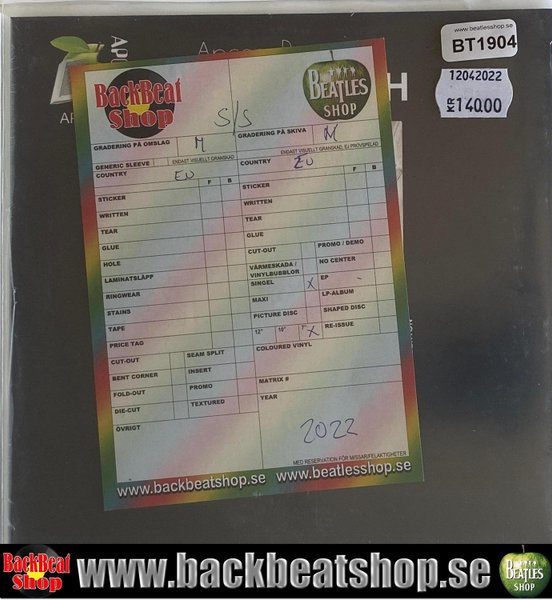 www.beatlesshop.se
BT1904
12042022
140.00
BackBeat
Shop
BEATLES
SHOP
S/S
GRADERING PÅ OMSLAG M
GRADERING PÅ SKIVA M
GENERIC SLEEVE ENDAST VISUELLT GRANSKAD
ENDAST VISUELLT GRANSKAD, EJ PROVSPELAD
COUNTRY EU
COUNTRY EU
F B
F B
STICKER
STICKER
WRITTEN
WRITTEN
TEAR
TEAR
GLUE
GLUE
HOLE
CUT-OUT PROMO / DEMO
LAMINATSLÄPP
VÄRMESKADA /
VINYLBUBBLOR NO CENTER
RINGWEAR
SINGEL X EP -
STAINS
MAXI LP-ALBUM
TAPE
PICTURE DISC SHAPED DISC
PRICE TAG
12" 10" 7" X RE-ISSUE
CUT-OUT SEAM SPLIT
COLOURED VINYL
BENT CORNER INSERT
FOLD-OUT PROMO
MATRIX #
DIE-CUT TEXTURED
YEAR
ÖVRIGT
2022
MED RESERVATION FÖR MISSAR/FELAKTIGHETER
www.backbeatshop.se www.beatlesshop.se
BackBeat
Shop
www.backbeatshop.se
BEATLES
SHOP